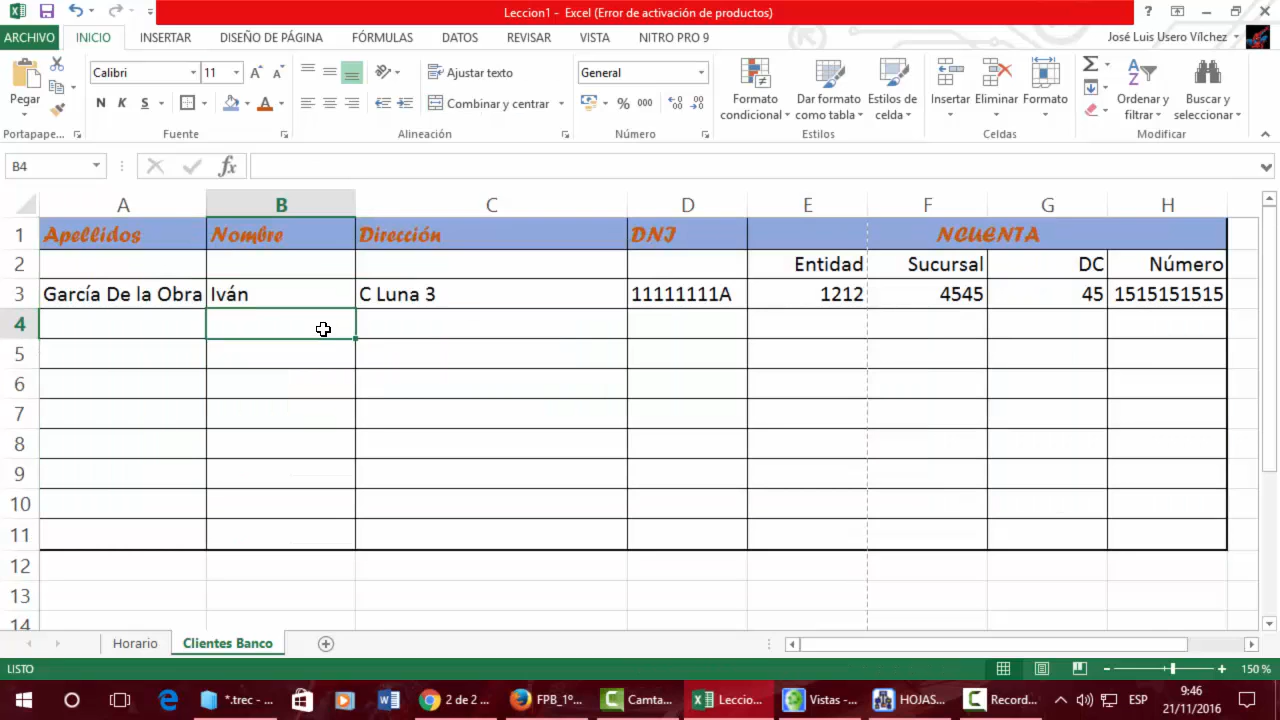 Leccion1 - Excel (Error de activación de productos)
?
ARCHIVO INICIO INSERTAR DISEÑO DE PÁGINA FÓRMULAS DATOS REVISAR VISTA NITRO PRO 9 José Luis Usero Vílchez
Calibri 11 Ajustar texto General
Pegar N K S Combinar y centrar % 000
Formato condicional Dar formato como tabla Estilos de celda Insertar Eliminar Formato Ordenar y filtrar Buscar y seleccionar
Portapape... Fuente Alineación Número Estilos Celdas Modificar
B4 fx
A B C D E F G H
1 Apellidos Nombre Dirección DNI NCUENTA
2 Entidad Sucursal DC Número
3 García De la Obra Iván C Luna 3 11111111A 1212 4545 45 1515151515
4
5
6
7
8
9
10
11
12
13
14
Horario Clientes Banco
LISTO 150 %
*.trec - ... 2 de 2 ... FPB_1º... Camta... Leccio... Vistas -... HOJAS... Record... ESP 9:46
21/11/2016